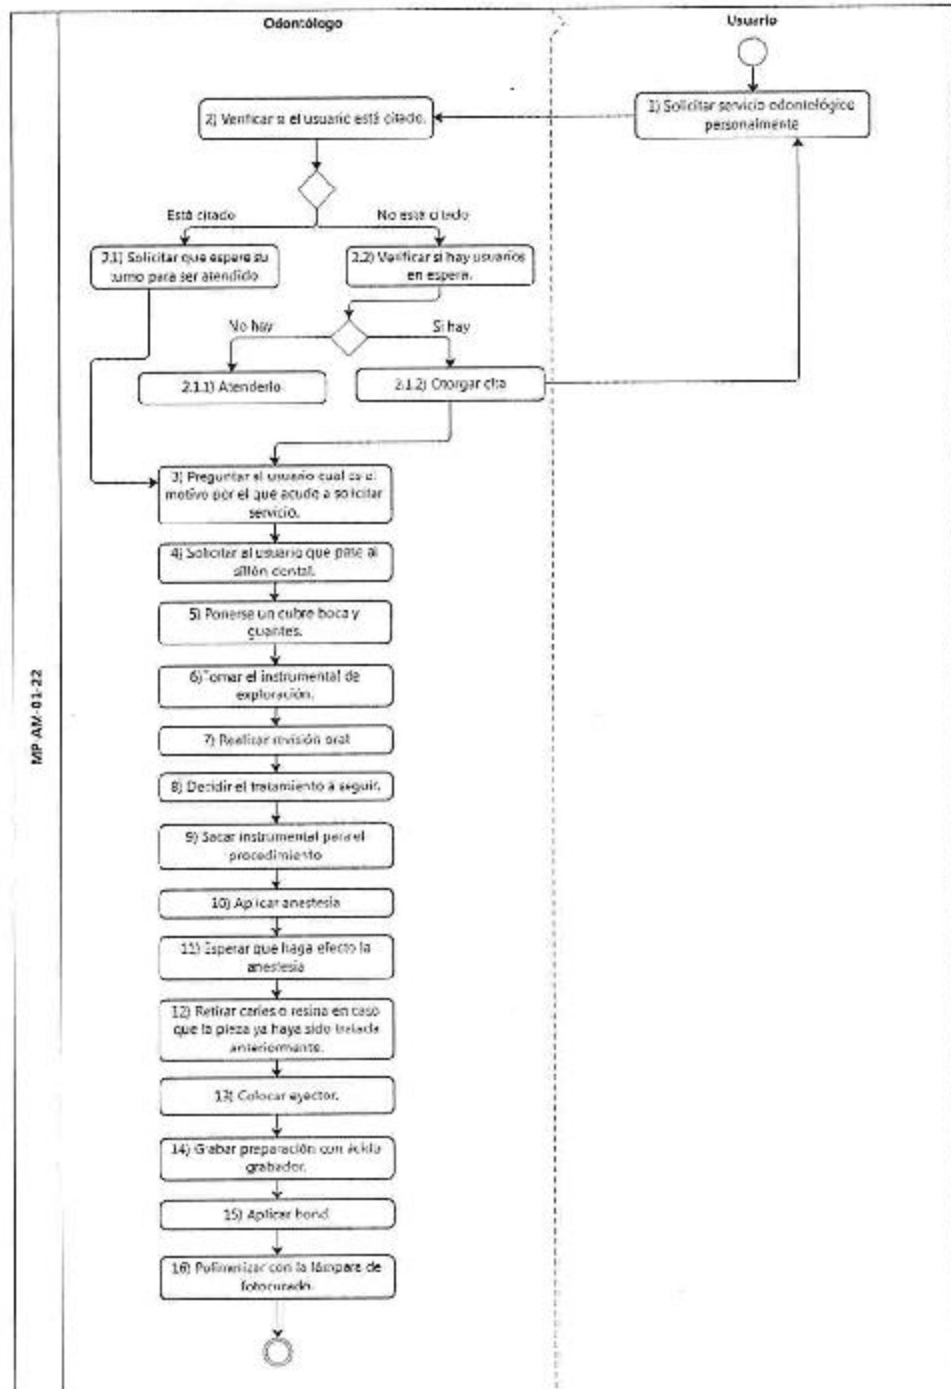 Odontólogo
Usuario
1) Solicitar servicio odontológico
personalmente
2) Verificar si el usuario está citado.
Está citado
No está citado
2.1) Solicitar que espere su
turno para ser atendido
2.2) Verificar si hay usuarios
en espera.
No hay
Si hay
2.1.1) Atenderlo
2.1.2) Otorgar cita
3) Preguntar al usuario cual es el
motivo por el que acude a solicitar
servicio.
4) Solicitar al usuario que pase al
sillón dental.
5) Ponerse un cubre boca y
guantes.
6) Tomar el instrumental de
exploración.
7) Realizar revisión oral
8) Decidir el tratamiento a seguir.
9) Sacar instrumental para el
procedimiento
10) Aplicar anestesia
11) Esperar que haga efecto la
anestesia
12) Retirar caries o resina en caso
que la pieza ya haya sido tratada
anteriormente.
13) Colocar eyector.
14) Grabar preparación con ácido
grabador.
15) Aplicar bond
16) Polimerizar con la lámpara de
fotocurado.
MP-AM-01-22